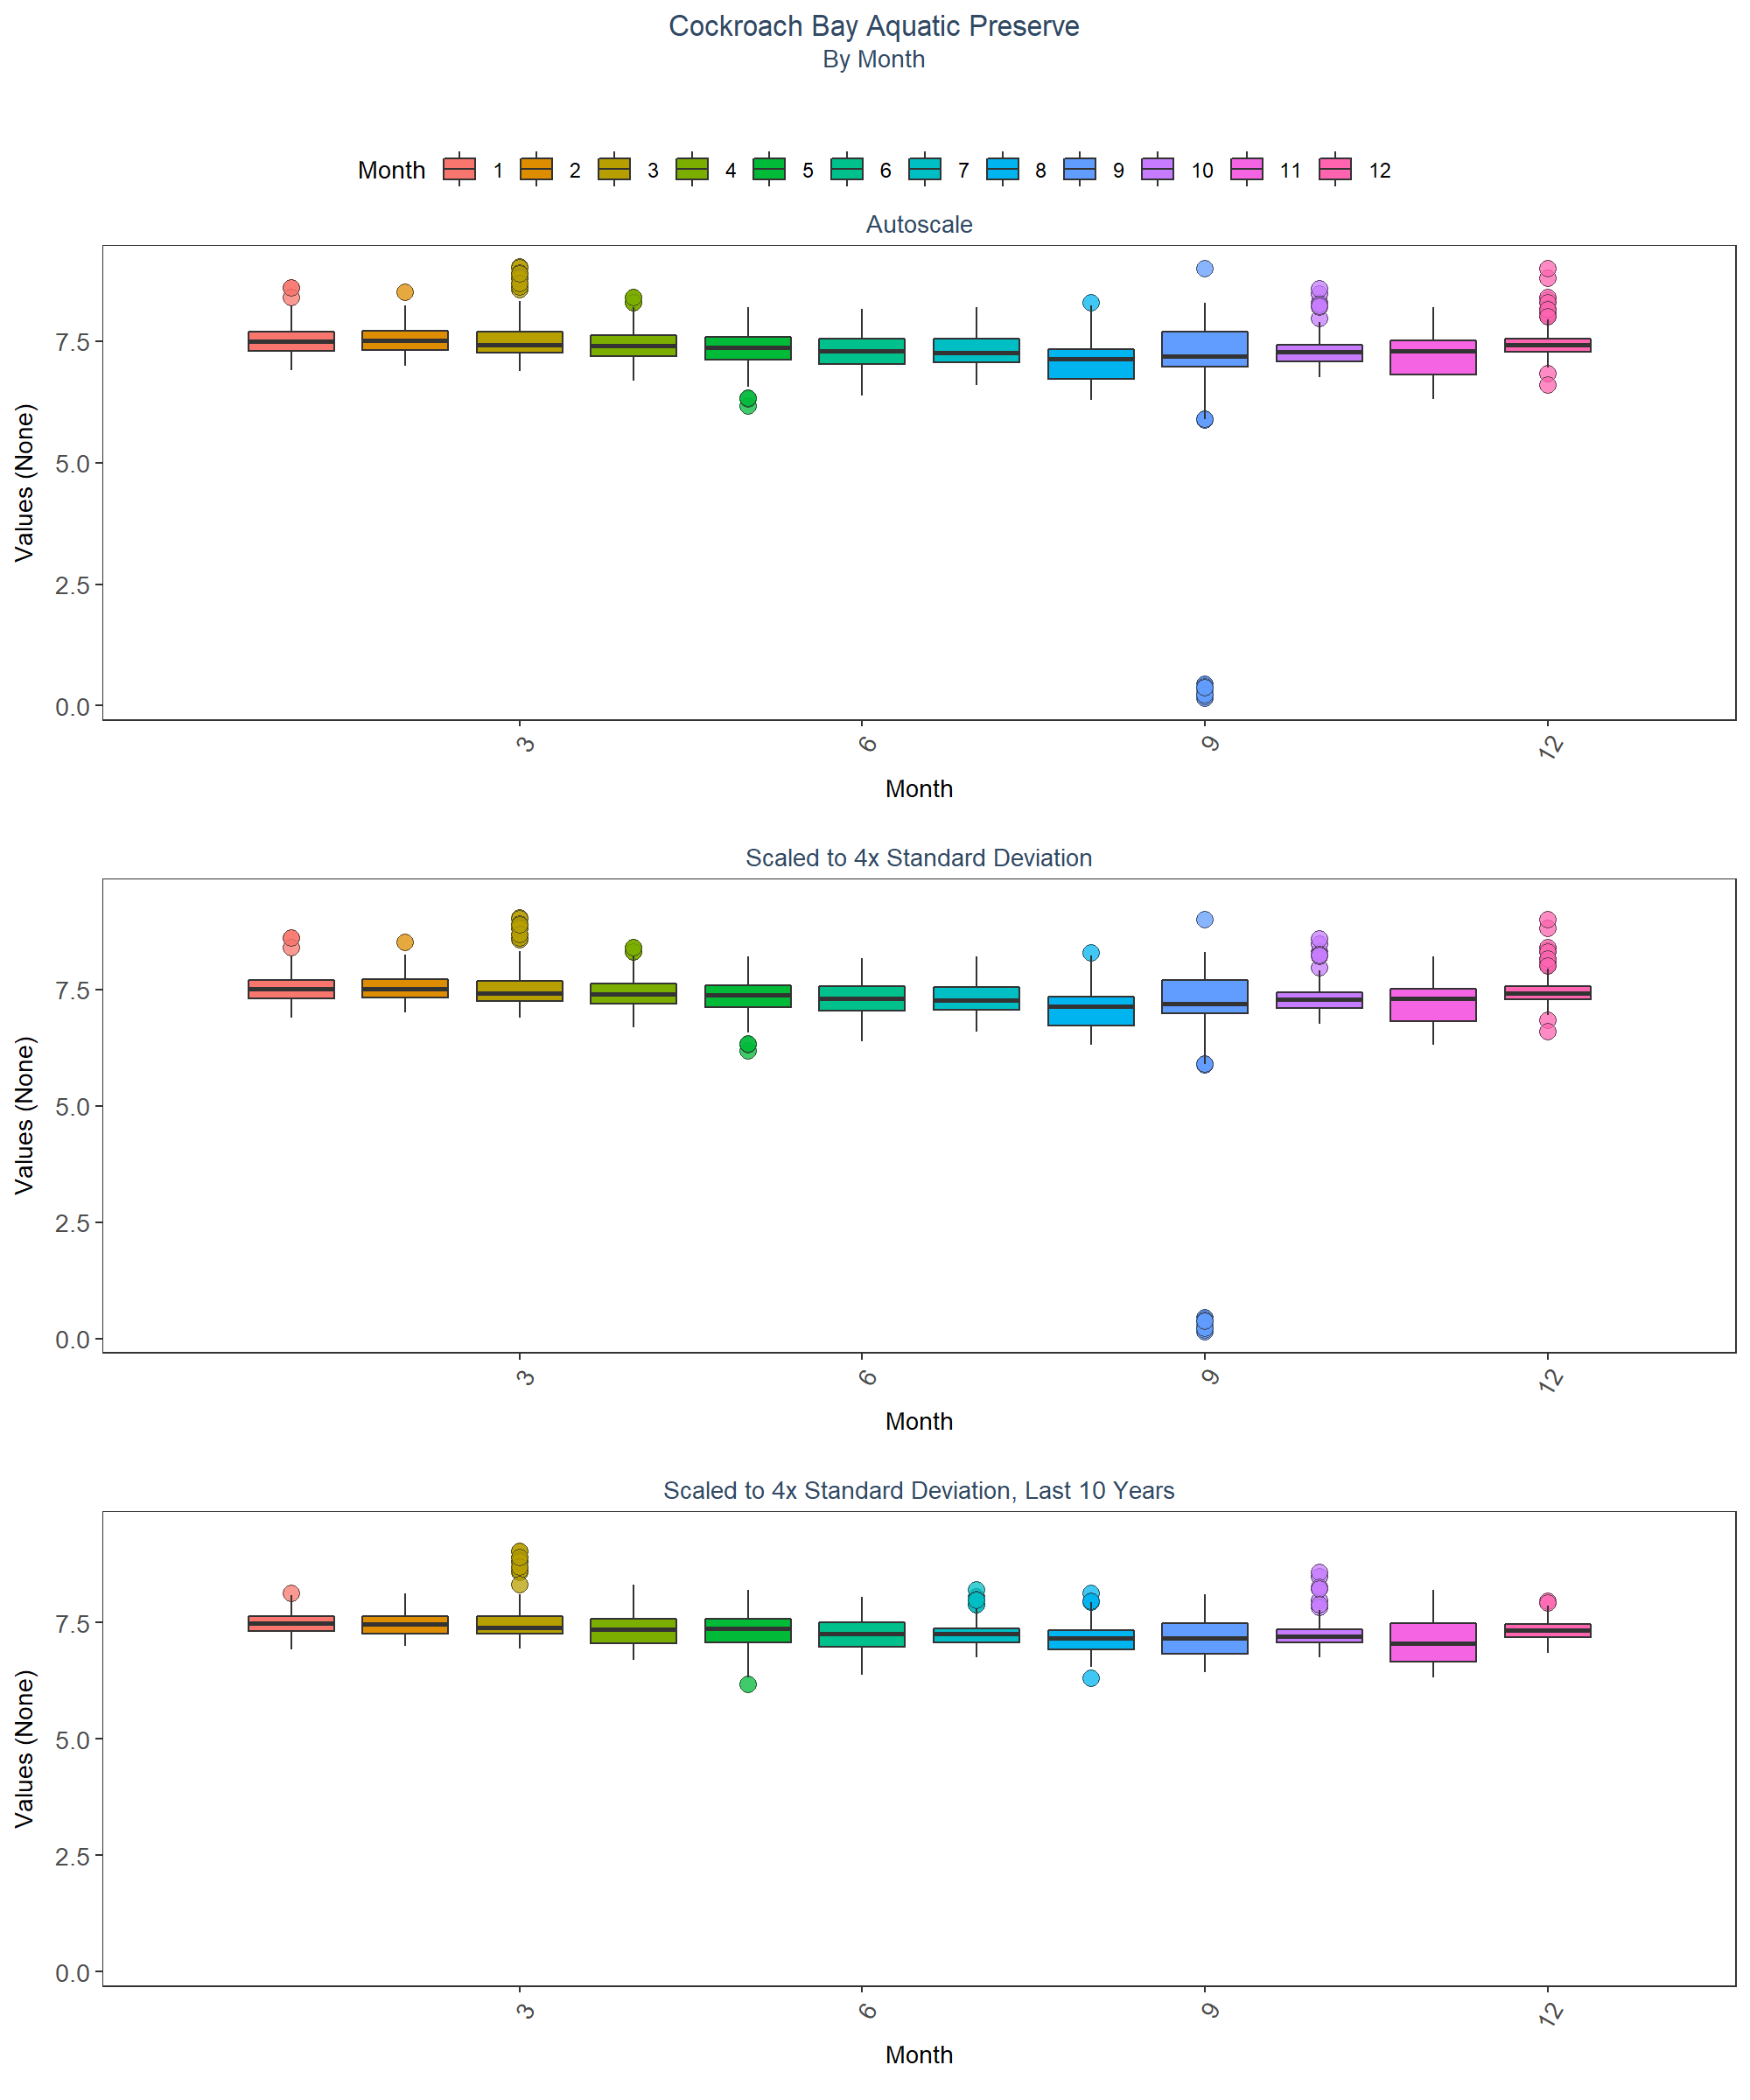 Cockroach Bay Aquatic Preserve
By Month
Month 1 2 3 4 5 6 7 8 9 10 11 12
Autoscale
Values (None)
7.5
5.0
2.5
0.0
3 6 9 12
Month
Scaled to 4x Standard Deviation
Values (None)
7.5
5.0
2.5
0.0
3 6 9 12
Month
Scaled to 4x Standard Deviation, Last 10 Years
Values (None)
7.5
5.0
2.5
0.0
3 6 9 12
Month